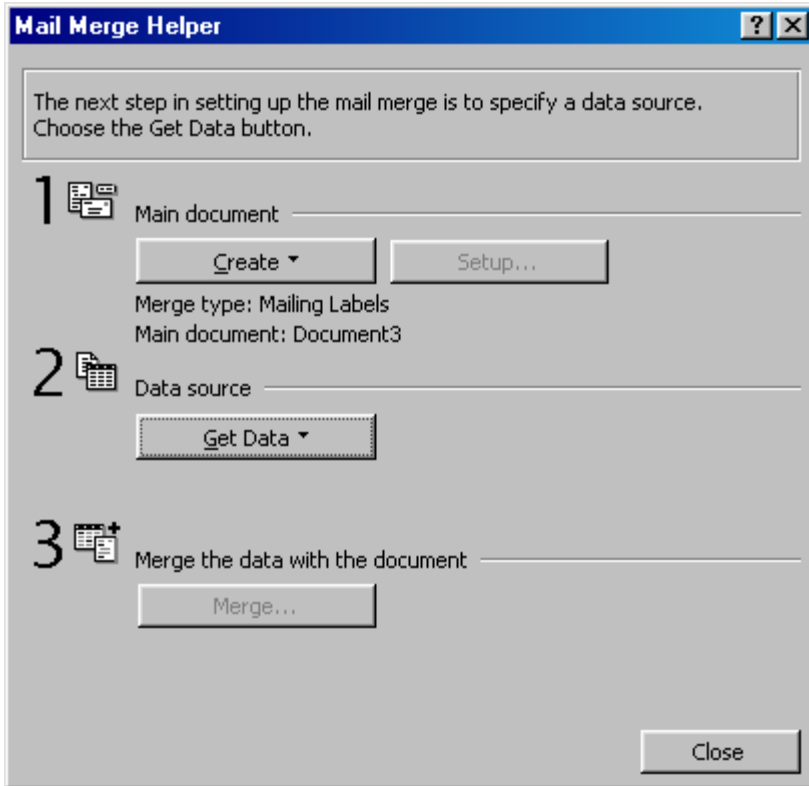 Mail Merge Helper
The next step in setting up the mail merge is to specify a data source.
Choose the Get Data button.
1
Main document
Create
Setup...
Merge type: Mailing Labels
Main document: Document3
2
Data source
Get Data
3
Merge the data with the document
Merge...
Close